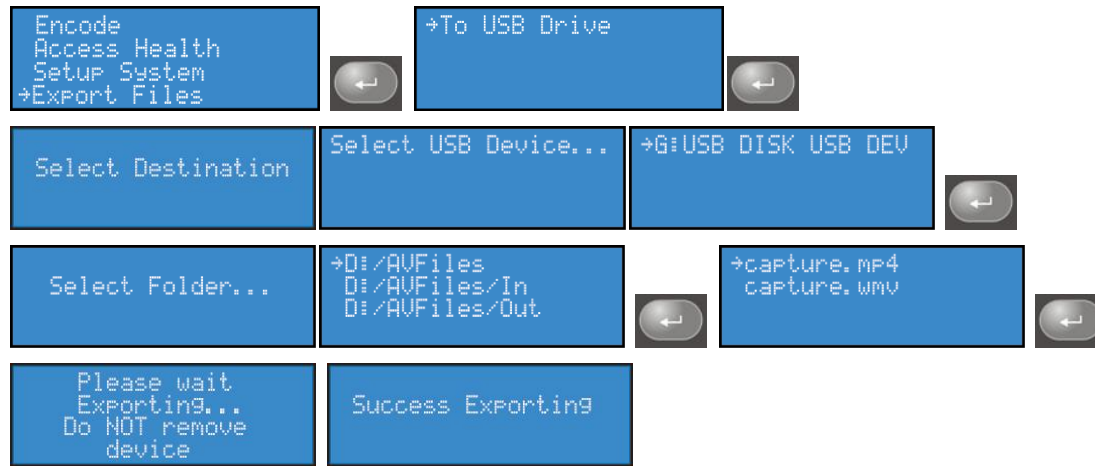 Encode
Access Health
Setup System
→Export Files
→To USB Drive
Select Destination
Select USB Device...
→G:USB DISK USB DEV
Select Folder...
→D:/AVFiles
D:/AVFiles/In
D:/AVFiles/Out
→capture.mp4
capture.wmv
Please wait
Exporting...
Do NOT remove
device
Success Exporting